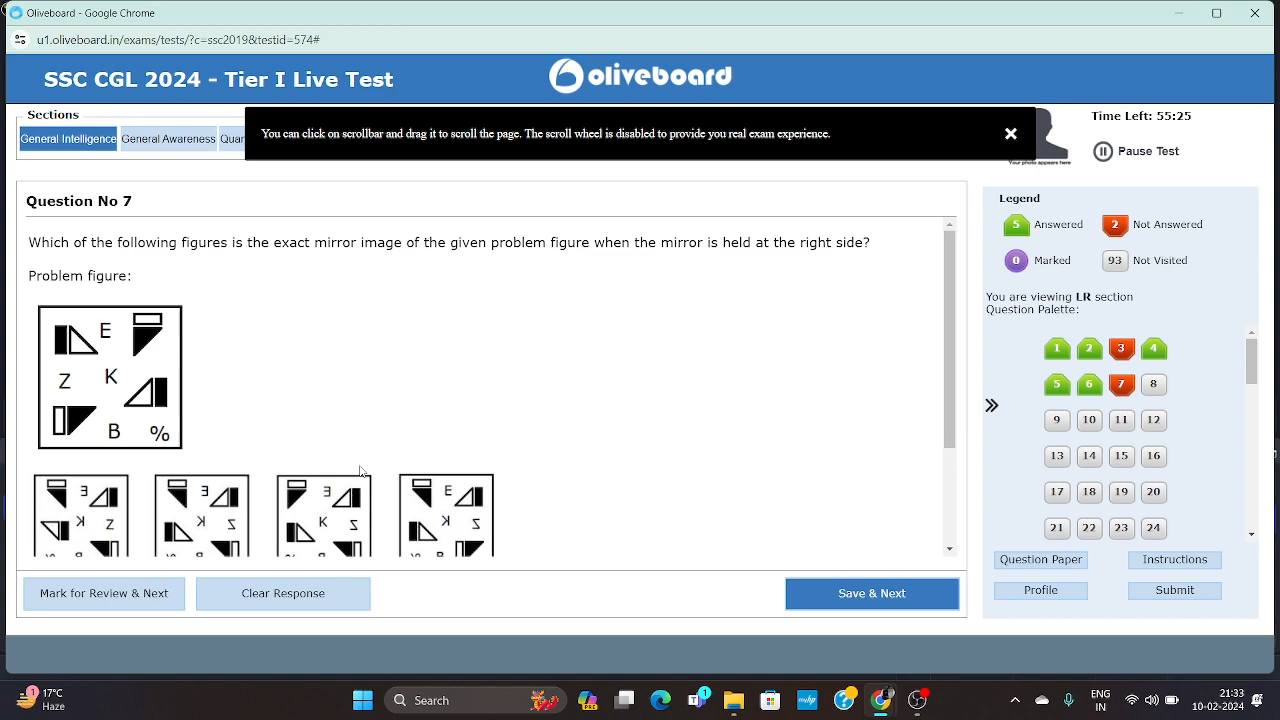 Oliveboard - Google Chrome
u1.oliveboard.in/exams/tests/?c=ssc2019&testid=574#
SSC CGL 2024 - Tier I Live Test
oliveboard
Sections
General Intelligence
General Awareness
Quar
You can click on scrollbar and drag it to scroll the page. The scroll wheel is disabled to provide you real exam experience.
Your photo appears here
Time Left: 55:25
Pause Test
Question No 7
Which of the following figures is the exact mirror image of the given problem figure when the mirror is held at the right side?
Problem figure:
E
Z K
B %
Mark for Review & Next
Clear Response
Save & Next
Legend
5 Answered 2 Not Answered
0 Marked 93 Not Visited
You are viewing LR section
Question Palette:
1 2 3 4
5 6 7 8
9 10 11 12
13 14 15 16
17 18 19 20
21 22 23 24
Question Paper Instructions
Profile Submit
17°C
Haze
Search
PRE
1
ENG
IN
21:33
10-02-2024